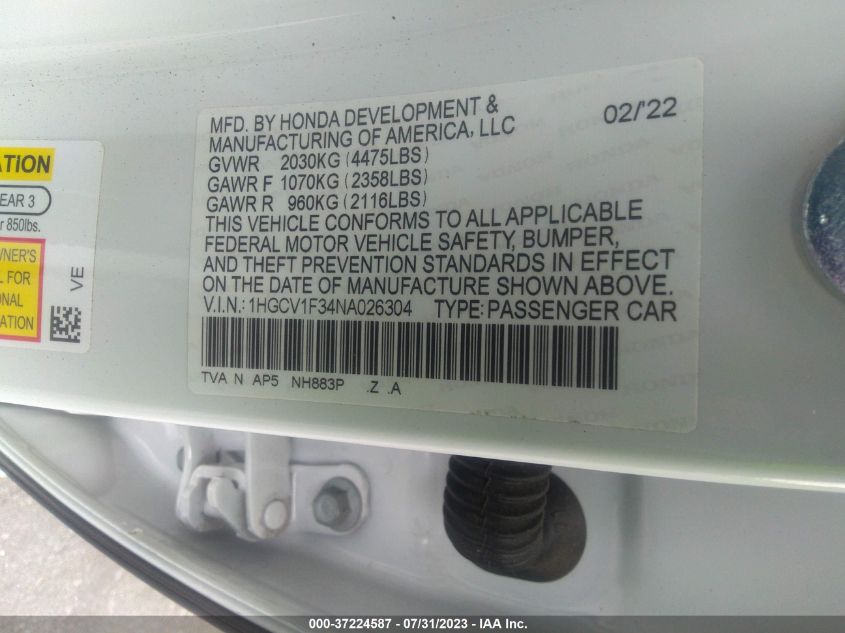 ATION
EAR 3
r 850lbs.
WNER'S
L FOR
ONAL
ATION
VE
MFD. BY HONDA DEVELOPMENT &
MANUFACTURING OF AMERICA, LLC
02/'22
GVWR 2030KG (4475LBS)
GAWR F 1070KG (2358LBS)
GAWR R 960KG (2116LBS)
THIS VEHICLE CONFORMS TO ALL APPLICABLE
FEDERAL MOTOR VEHICLE SAFETY, BUMPER,
AND THEFT PREVENTION STANDARDS IN EFFECT
ON THE DATE OF MANUFACTURE SHOWN ABOVE.
V.I.N.: 1HGCV1F34NA026304 TYPE: PASSENGER CAR
TVA N AP5 NH883P .Z .A
000-37224587 - 07/31/2023 - IAA Inc.